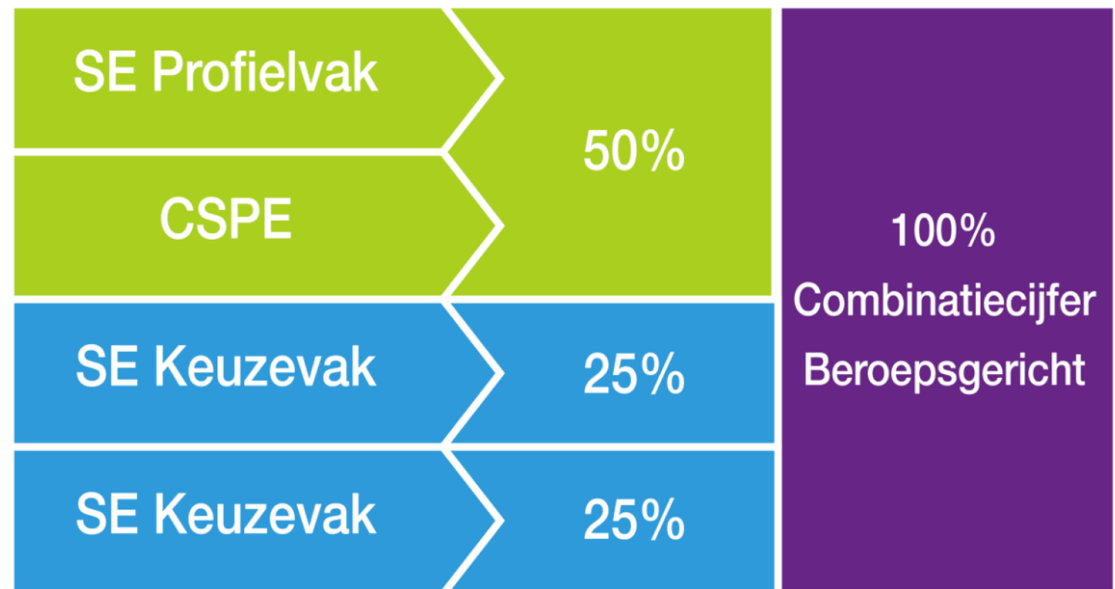 SE Profielvak
CSPE
50%
SE Keuzevak
25%
SE Keuzevak
25%
100%
Combinatiecijfer
Beroepsgericht